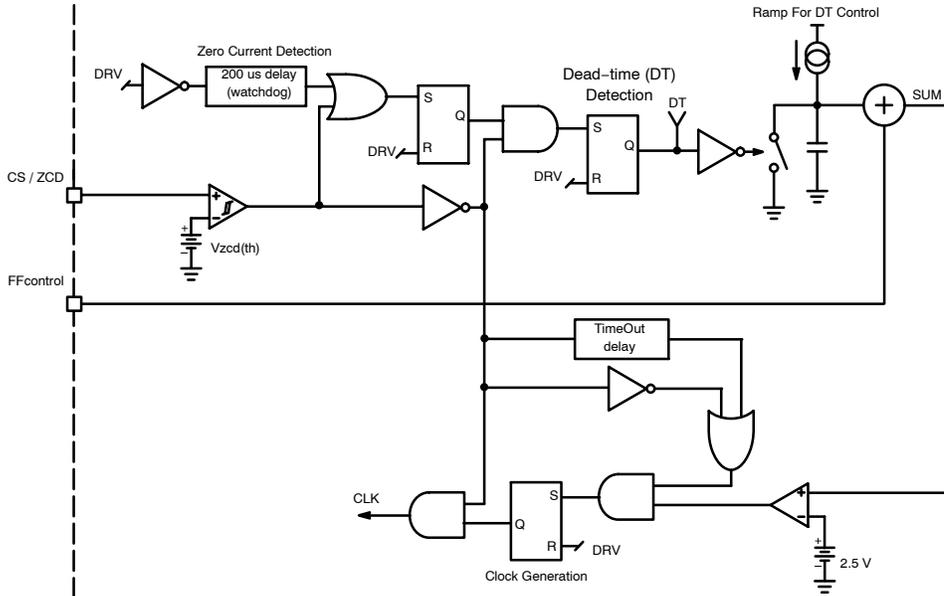 Ramp For DT Control
Zero Current Detection
DRV
200 us delay
(watchdog)
Dead-time (DT)
Detection
DT
S
Q
R
DRV
S
Q
R
DRV
+
SUM
CS / ZCD
+
−
+
−
Vzcd(th)
FFcontrol
TimeOut
delay
CLK
S
Q
R
DRV
Clock Generation
+
−
+
−
2.5 V